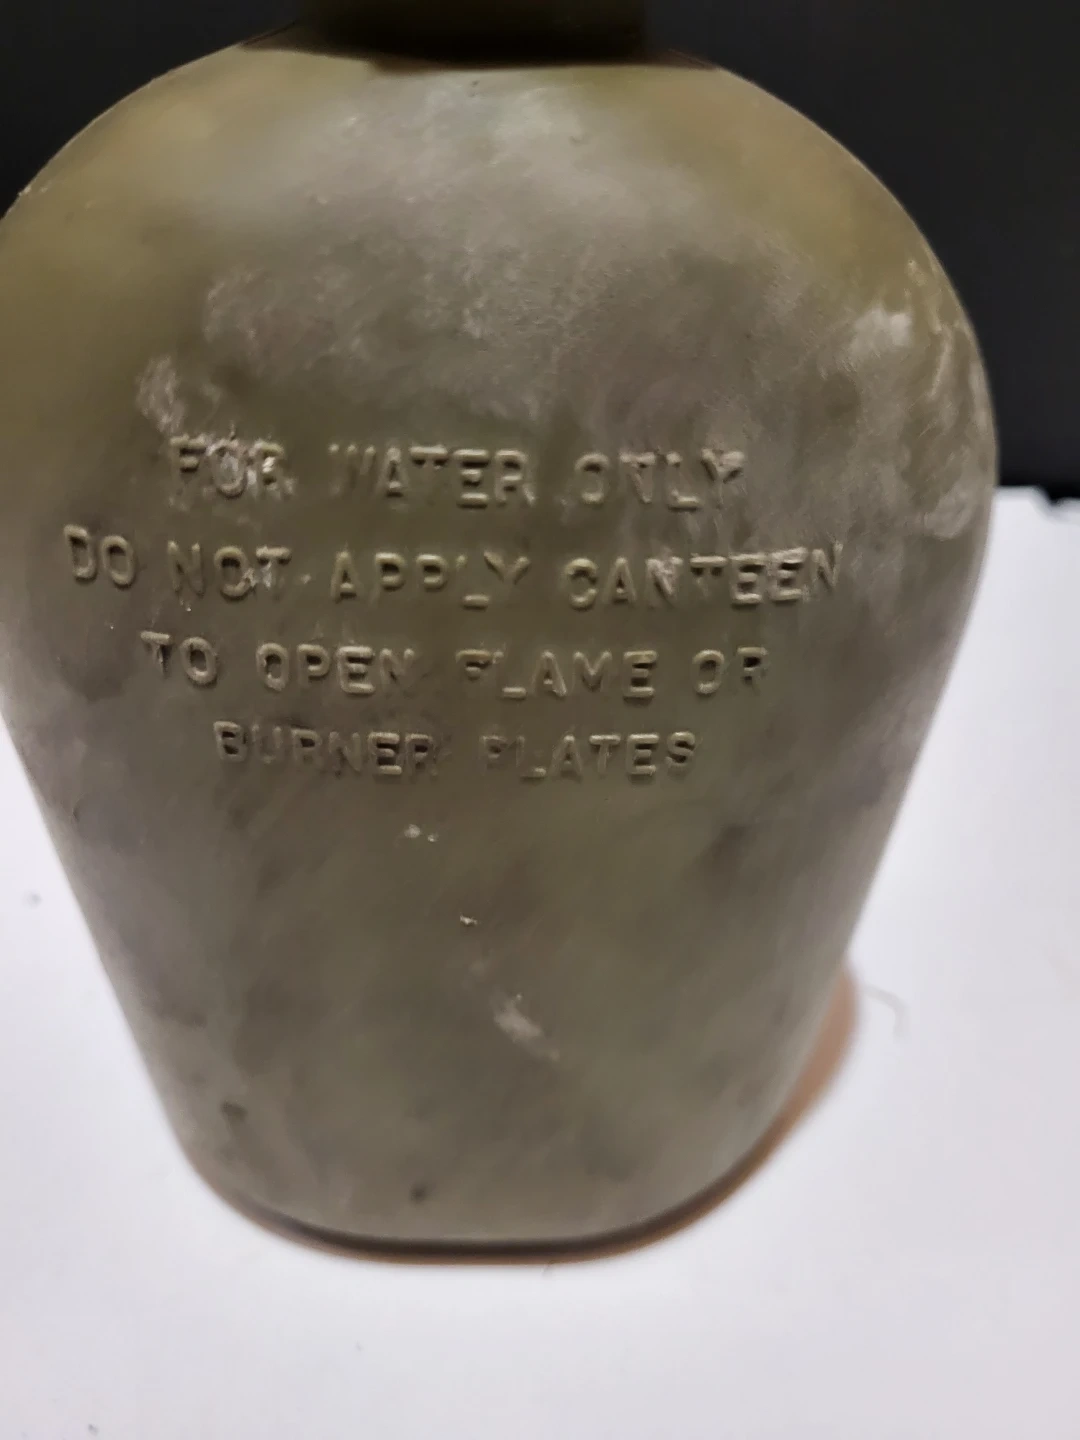 FOR WATER ONLY
DO NOT APPLY CANTEEN
TO OPEN FLAME OR
BURNER PLATES